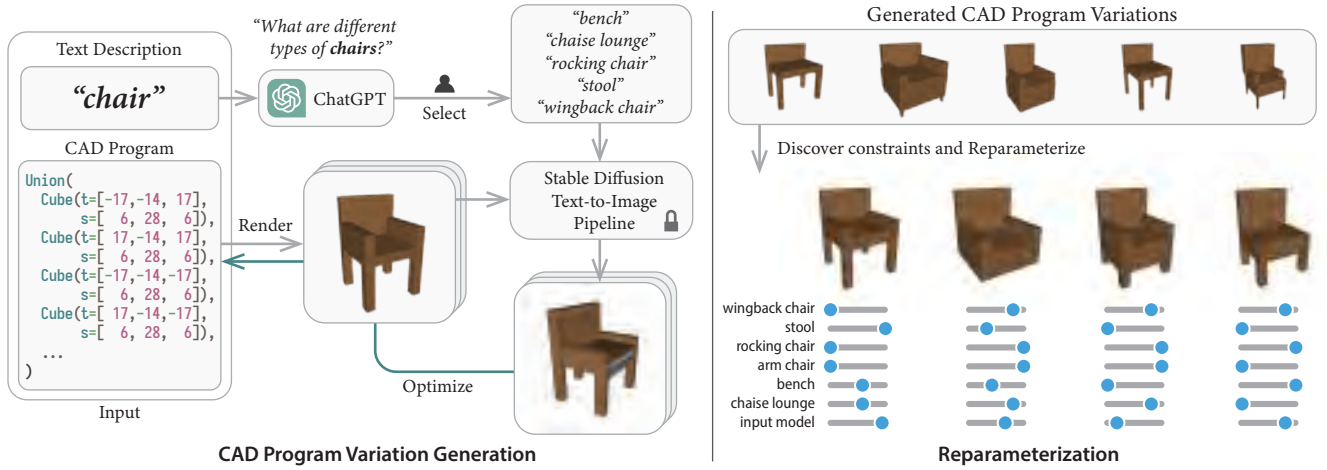 Text Description
“chair”
CAD Program
Union(
Cube(t=[-17,-14, 17],
s=[  6, 28,  6]),
Cube(t=[ 17,-14, 17],
s=[  6, 28,  6]),
Cube(t=[-17,-14,-17],
s=[  6, 28,  6]),
Cube(t=[ 17,-14,-17],
s=[  6, 28,  6]),
...
)
Input
“What are different
types of chairs?”
ChatGPT
Select
“bench”
“chaise lounge”
“rocking chair”
“stool”
“wingback chair”
Render
Stable Diffusion
Text-to-Image
Pipeline
Optimize
CAD Program Variation Generation
Generated CAD Program Variations
Discover constraints and Reparameterize
wingback chair
stool
rocking chair
arm chair
bench
chaise lounge
input model
Reparameterization